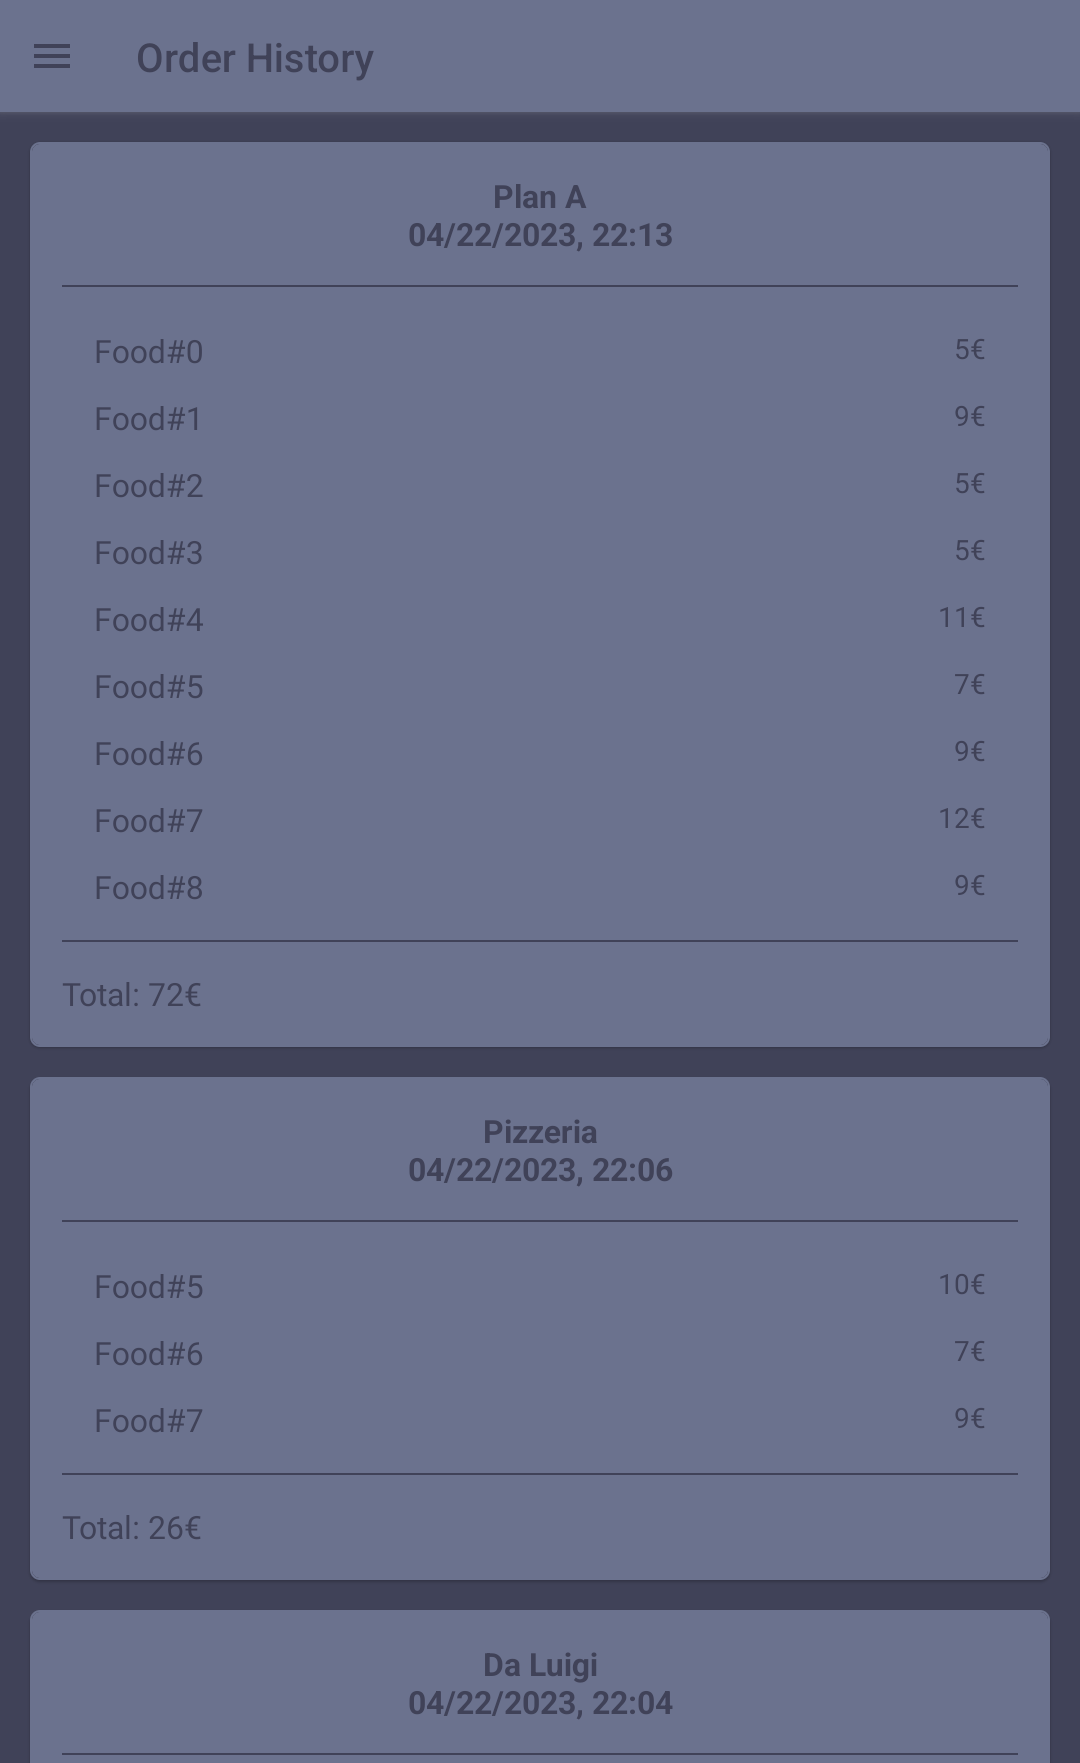 Order History
Plan A
04/22/2023, 22:13
Food#0 5€
Food#1 9€
Food#2 5€
Food#3 5€
Food#4 11€
Food#5 7€
Food#6 9€
Food#7 12€
Food#8 9€
Total: 72€
Pizzeria
04/22/2023, 22:06
Food#5 10€
Food#6 7€
Food#7 9€
Total: 26€
Da Luigi
04/22/2023, 22:04